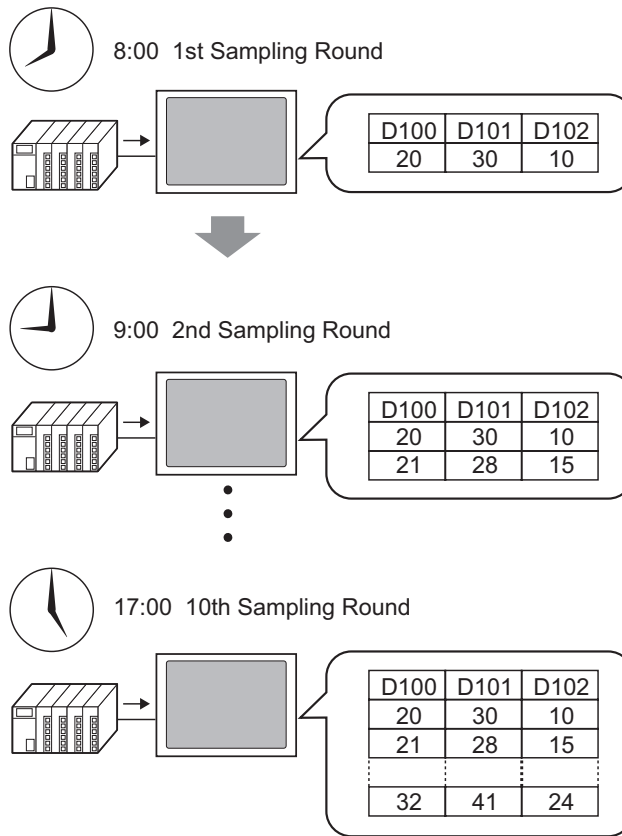 8:00 1st Sampling Round
D100 D101 D102
20 30 10
9:00 2nd Sampling Round
D100 D101 D102
20 30 10
21 28 15
17:00 10th Sampling Round
D100 D101 D102
20 30 10
21 28 15
32 41 24